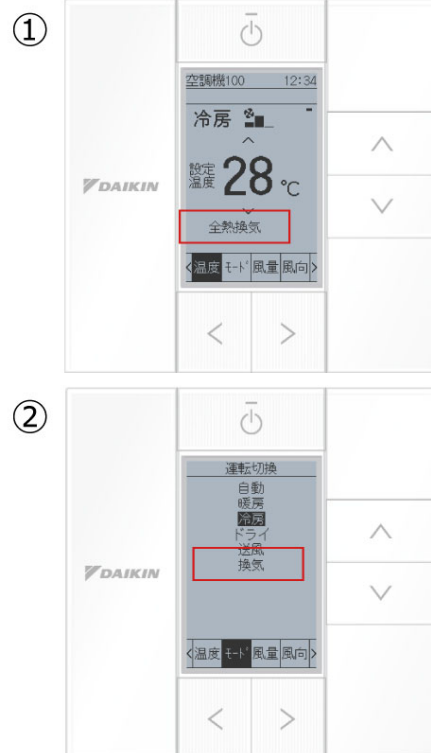 ①
空調機100 12:34
冷房
設定
温度 28℃
DAIKIN
全熱換気
温度 ﾓｰﾄﾞ 風量 風向
②
運転切換
自動
暖房
冷房
ドライ
送風
換気
DAIKIN
温度 ﾓｰﾄﾞ 風量 風向